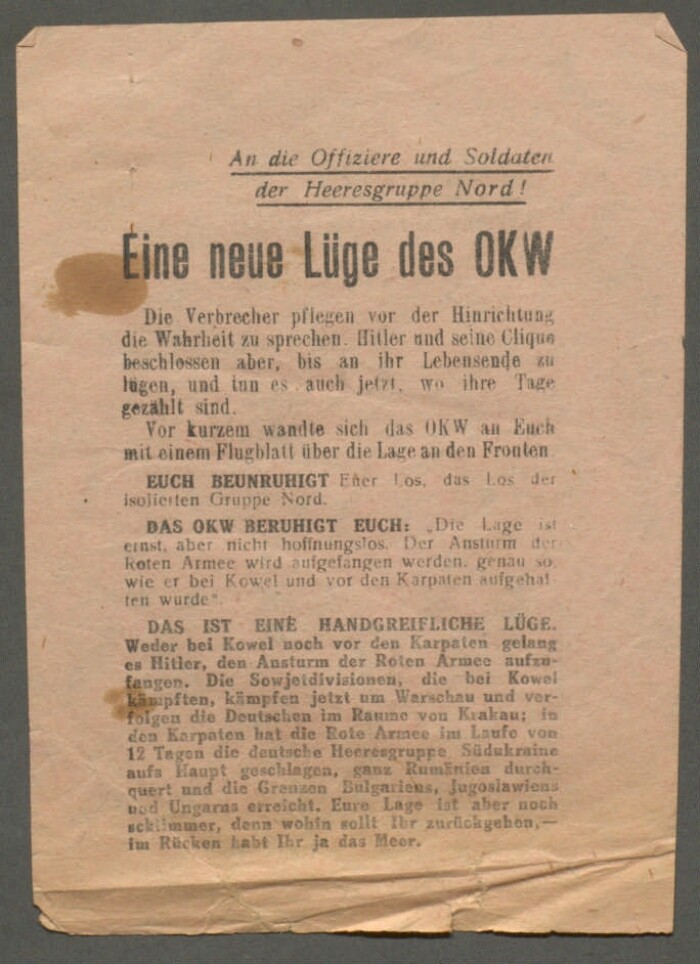 An die Offiziere und Soldaten
der Heeresgruppe Nord!
Eine neue Lüge des OKW
Die Verbrecher pflegen vor der Hinrichtung
die Wahrheit zu sprechen. Hitler und seine Clique
beschlossen aber, bis an ihr Lebensende zu
lügen, und tun es auch jetzt, wo ihre Tage
gezählt sind.
Vor kurzem wandte sich das OKW an Euch
mit einem Flugblatt über die Lage an den Fronten
EUCH BEUNRUHIGT Euer Los, das Los der
isolierten Gruppe Nord.
DAS OKW BERUHIGT EUCH: „Die Lage ist
ernst, aber nicht hoffnungslos. Der Ansturm der
Roten Armee wird aufgefangen werden, genau so,
wie er bei Kowel und vor den Karpaten aufgehal-
ten wurde“.
DAS IST EINE HANDGREIFLICHE LÜGE.
Weder bei Kowel noch vor den Karpaten gelang
es Hitler, den Ansturm der Roten Armee aufzu-
fangen. Die Sowjetdivisionen, die bei Kowel
kämpften, kämpfen jetzt um Warschau und ver-
folgen die Deutschen im Raume von Krakau; in
den Karpaten hat die Rote Armee im Laufe von
12 Tagen die deutsche Heeresgruppe Südukraine
aufs Haupt geschlagen, ganz Rumänien durch-
quert und die Grenzen Bulgariens, Jugoslawiens
und Ungarns erreicht. Eure Lage ist aber noch
schlimmer, denn wohin sollt Ihr zurückgehen,—
im Rücken habt Ihr ja das Meer.